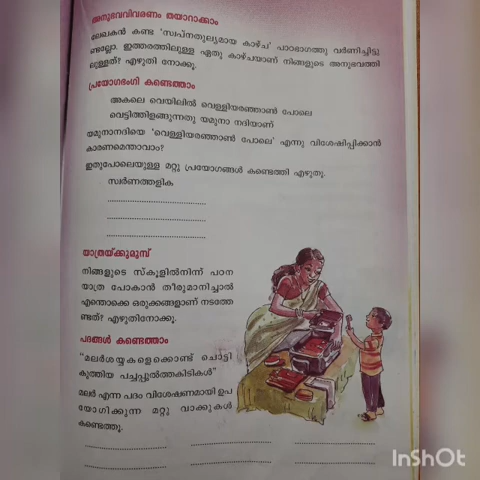 അനുഭവവിവരണം തയാറാക്കാം
ലേഖകൻ കണ്ട 'സ്വപ്നതുല്യമായ കാഴ്ച' പാഠഭാഗത്തു വർണിച്ചിട്ടു
ണ്ടല്ലോ. ഇത്തരത്തിലുള്ള ഏതു കാഴ്ചയാണ് നിങ്ങളുടെ അനുഭവത്തി
ലുള്ളത്? എഴുതി നോക്കൂ.
പ്രയോഗഭംഗി കണ്ടെത്താം
അകലെ വെയിലിൽ വെള്ളിയരഞ്ഞാൺ പോലെ
വെട്ടിത്തിളങ്ങുന്നതു യമുനാ നദിയാണ്
യമുനാനദിയെ 'വെള്ളിയരഞ്ഞാൺ പോലെ' എന്നു വിശേഷിപ്പിക്കാൻ
കാരണമെന്താവാം?
ഇതുപോലെയുള്ള മറ്റു പ്രയോഗങ്ങൾ കണ്ടെത്തി എഴുതൂ.
സ്വർണത്തളിക
യാത്രയ്ക്കുമുമ്പ്
നിങ്ങളുടെ സ്കൂളിൽനിന്ന് പഠന
യാത്ര പോകാൻ തീരുമാനിച്ചാൽ
എന്തൊക്കെ ഒരുക്കങ്ങളാണ് നടത്തേ
ണ്ടത്? എഴുതിനോക്കൂ.
പദങ്ങൾ കണ്ടെത്താം
"മലർശയ്യകളെക്കൊണ്ട് ചൊട്ടി
കുത്തിയ പച്ചപ്പുൽത്തകിടികൾ"
മലർ എന്ന പദം വിശേഷണമായി ഉപ
യോഗിക്കുന്ന മറ്റു വാക്കുകൾ
കണ്ടെത്തൂ.
InShOt